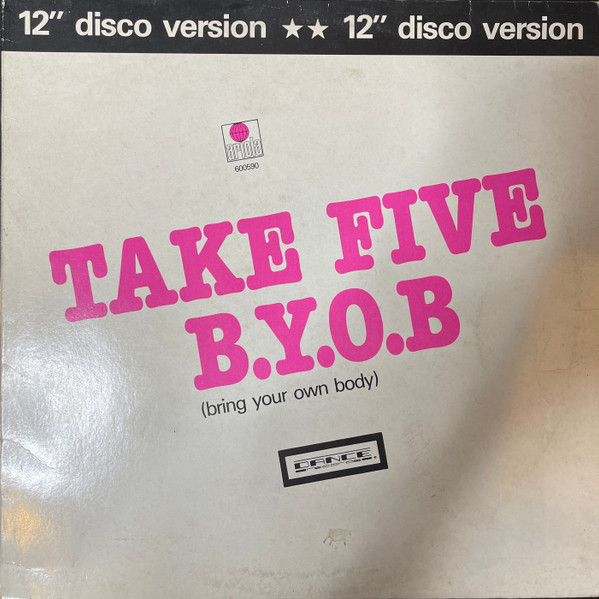 12" disco version ★★ 12" disco version
ariola
600590
TAKE FIVE
B.Y.O.B
(bring your own body)
DANCE